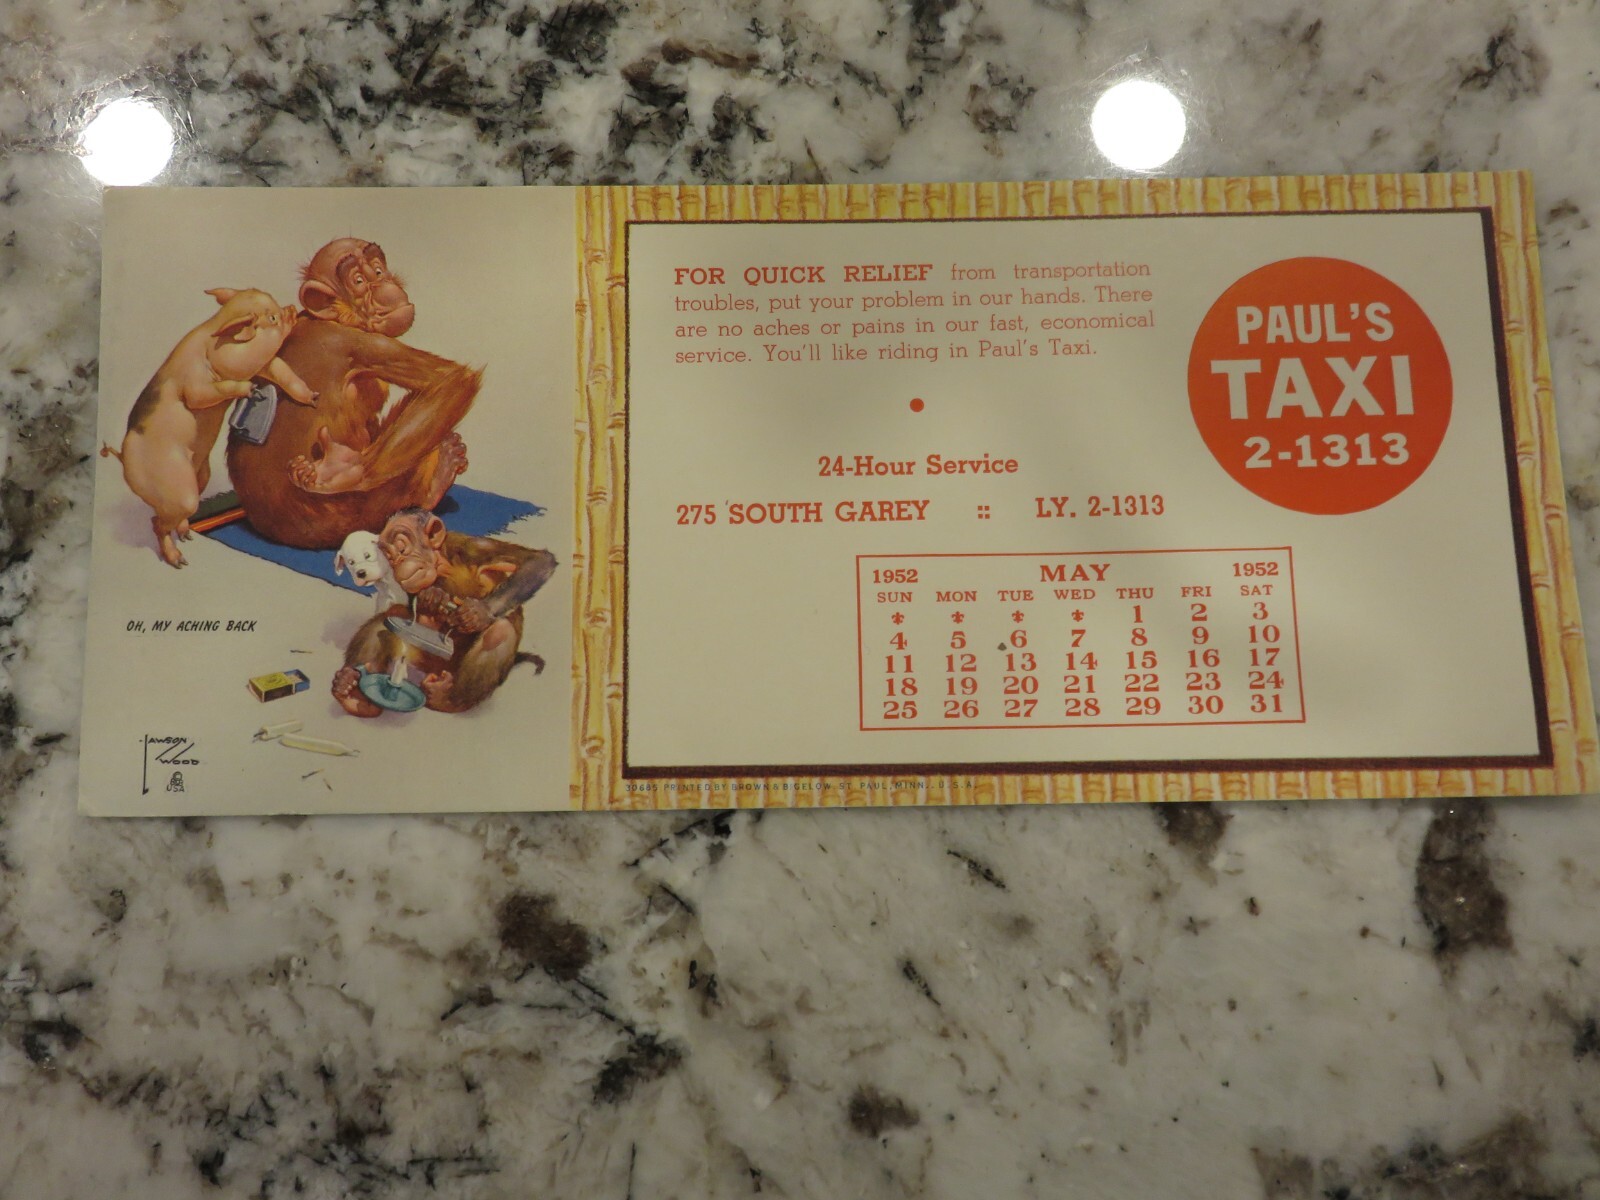 OH, MY ACHING BACK
LAWSON
WOOD
USA
FOR QUICK RELIEF from transportation
troubles, put your problem in our hands. There
are no aches or pains in our fast, economical
service. You'll like riding in Paul's Taxi.
24-Hour Service
275 SOUTH GAREY :: LY. 2-1313
PAUL'S
TAXI
2-1313
1952 MAY 1952
SUN MON TUE WED THU FRI SAT
* * * * 1 2 3
4 5 6 7 8 9 10
11 12 13 14 15 16 17
18 19 20 21 22 23 24
25 26 27 28 29 30 31
30685 PRINTED BY BROWN & BIGELOW ST. PAUL, MINN., U.S.A.